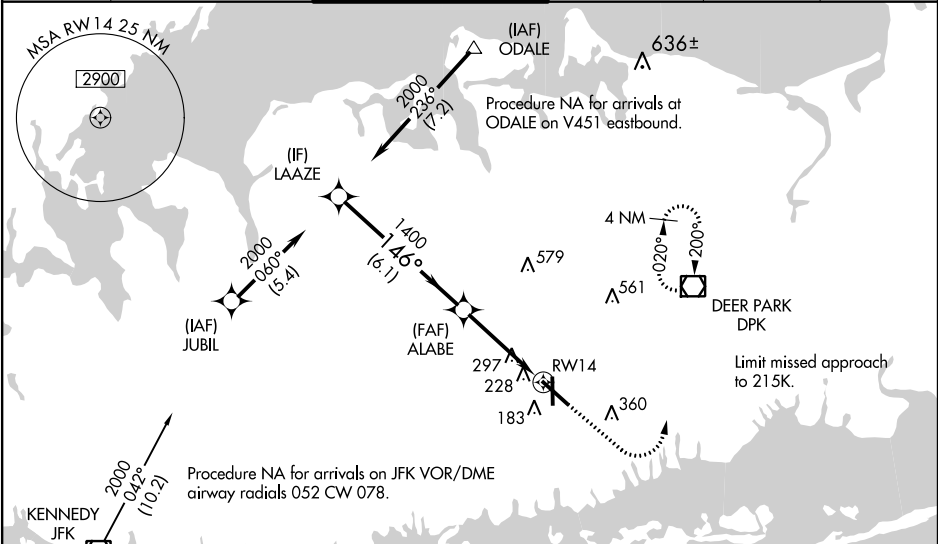 MSA RW14 25 NM
2900
(IAF)
ODALE
636±
2000
236°
(7.2)
Procedure NA for arrivals at
ODALE on V451 eastbound.
(IF)
LAAZE
1400
146°
(6.1)
4 NM
020°
200°
2000
060°
(5.4)
579
561
DEER PARK
DPK
(IAF)
JUBIL
(FAF)
ALABE
297
228
RW14
183
360
Limit missed approach
to 215K.
2000
042°
(10.2)
Procedure NA for arrivals on JFK VOR/DME
airway radials 052 CW 078.
KENNEDY
JFK